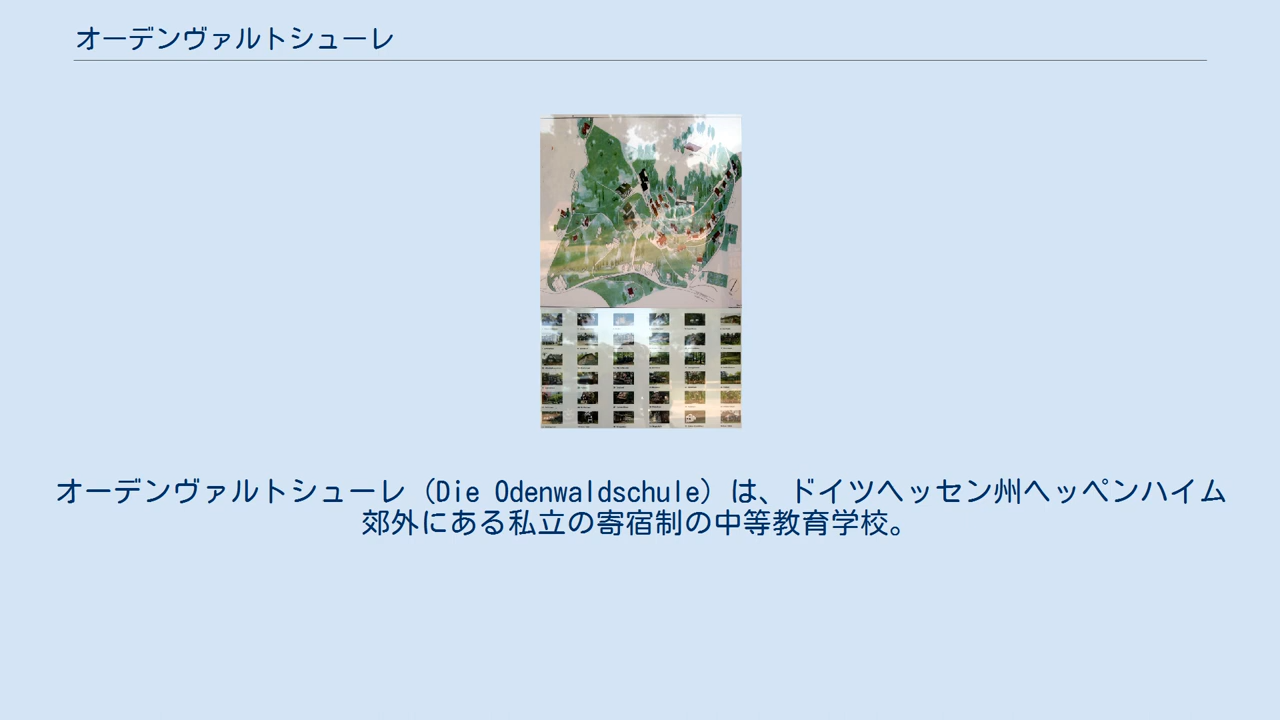 オーデンヴァルトシューレ
オーデンヴァルトシューレ（Die Odenwaldschule）は、ドイツヘッセン州ヘッペンハイム
郊外にある私立の寄宿制の中等教育学校。